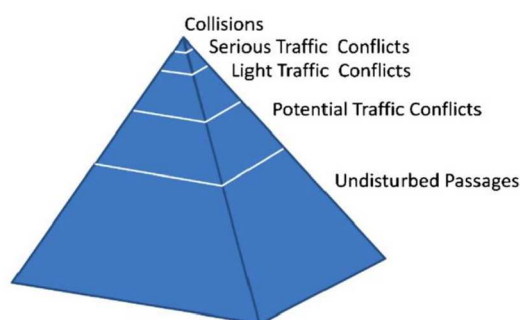 Collisions
Serious Traffic Conflicts
Light Traffic Conflicts
Potential Traffic Conflicts
Undisturbed Passages